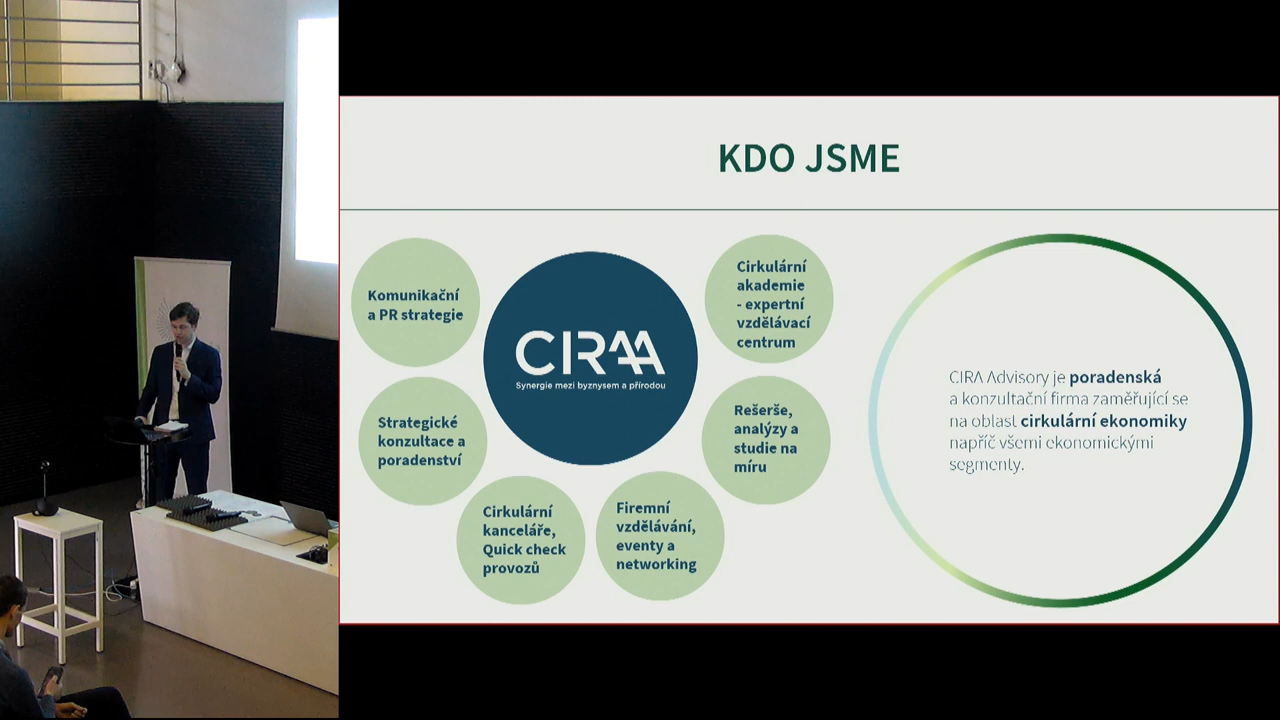 KDO JSME
Komunikační
a PR strategie
Strategické
konzultace a
poradenství
Cirkulární
kanceláře,
Quick check
provozů
CIRAA
Synergie mezi byznysem a přírodou
Firemní
vzdělávání,
eventy a
networking
Rešerše,
analýzy a
studie na
míru
Cirkulární
akademie
- expertní
vzdělávací
centrum
CIRA Advisory je poradenská
a konzultační firma zaměřující se
na oblast cirkulární ekonomiky
napříč všemi ekonomickými
segmenty.